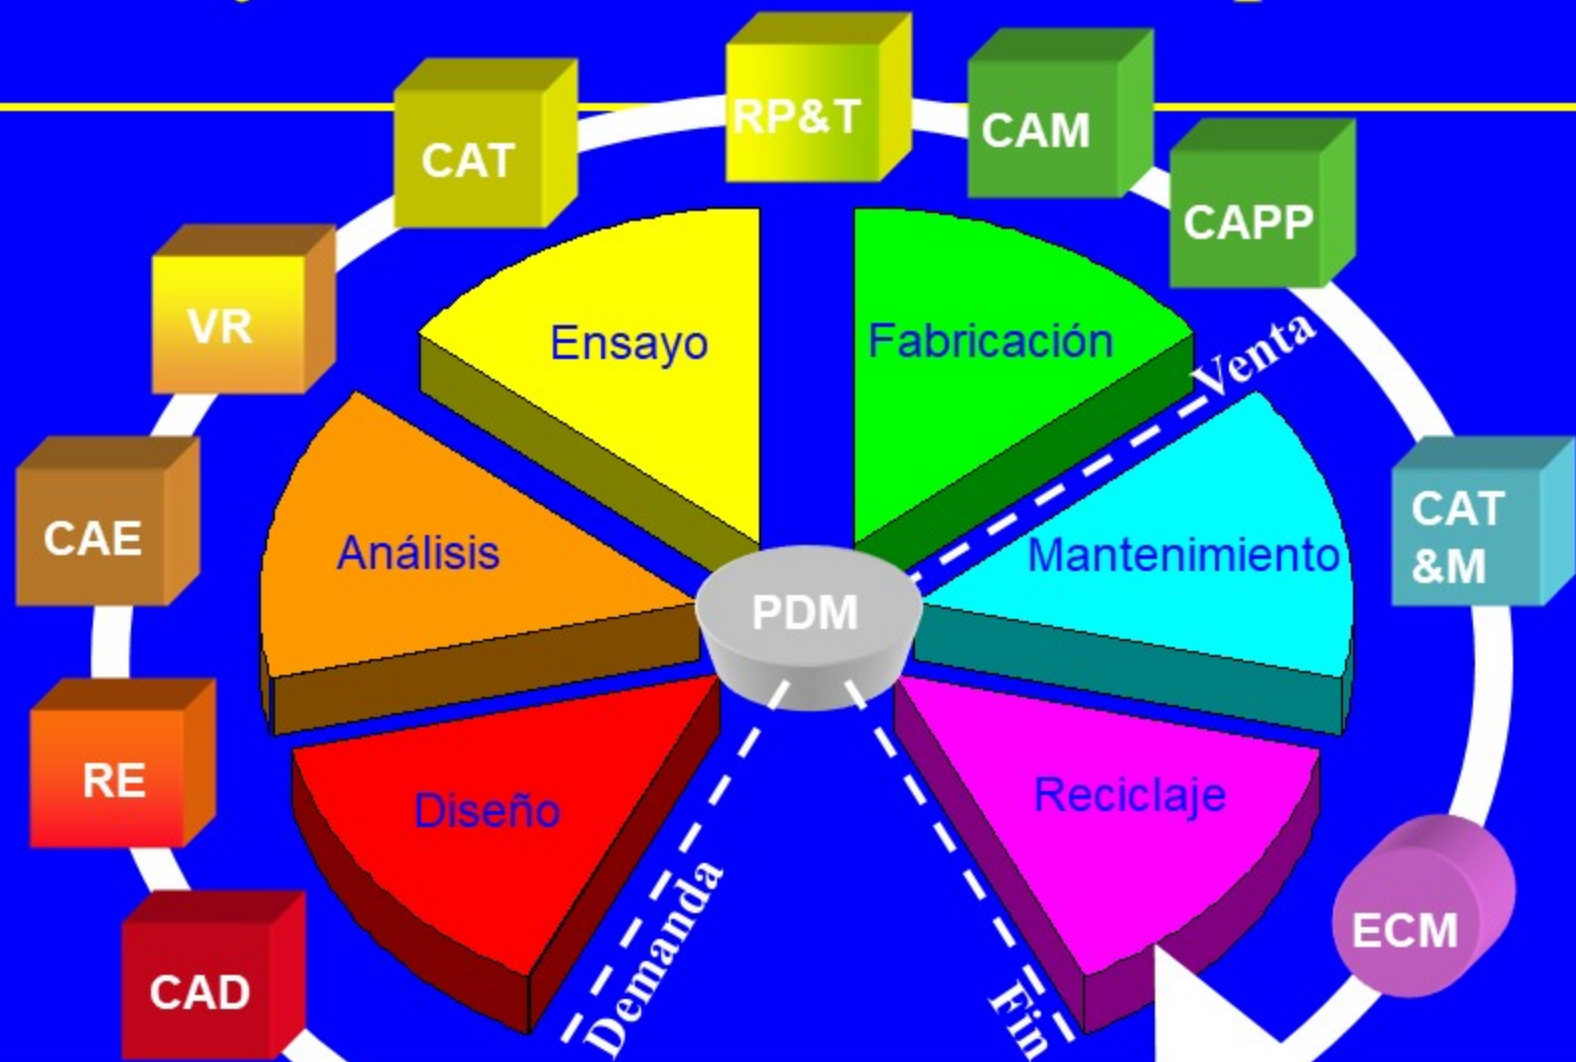 RP&T
CAM
CAT
CAPP
VR
Ensayo
Fabricación
Venta
CAE
Análisis
Mantenimiento
CAT
&M
PDM
RE
Diseño
Reciclaje
CAD
Demanda
Fin
ECM